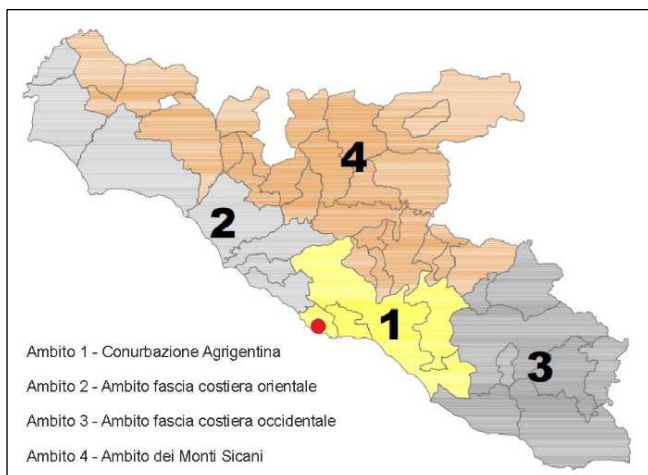 4
2
1
3
Ambito 1 - Conurbazione Agrigentina
Ambito 2 - Ambito fascia costiera orientale
Ambito 3 - Ambito fascia costiera occidentale
Ambito 4 - Ambito dei Monti Sicani